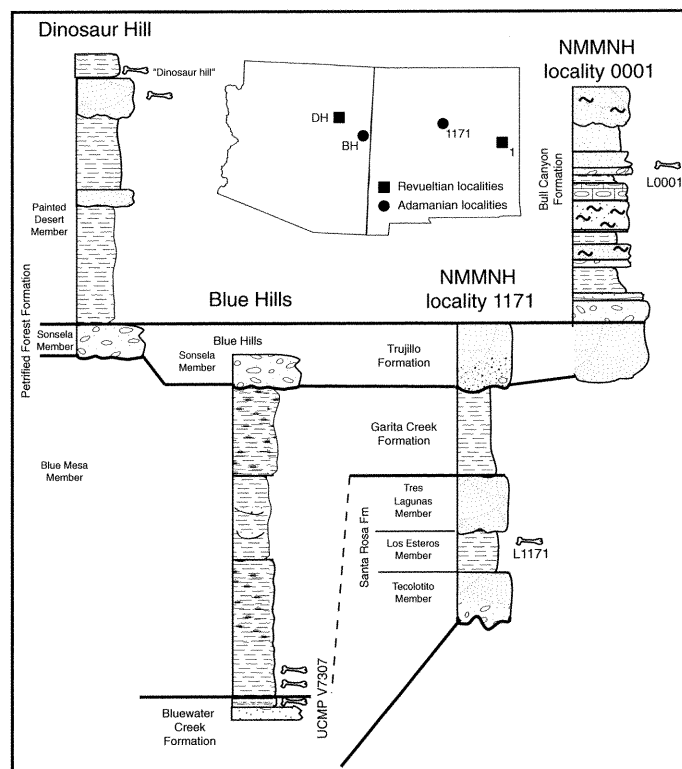 Dinosaur Hill
"Dinosaur hill"
Painted
Desert
Member
Petrified Forest Formation
Sonsela
Member
Blue Mesa
Member
DH
BH
1171
1
Revueltian localities
Adamanian localities
NMMNH
locality 0001
Bull Canyon
Formation
L0001
Blue Hills
Blue Hills
Sonsela
Member
UCMP V7307
Bluewater
Creek
Formation
NMMNH
locality 1171
Trujillo
Formation
Garita Creek
Formation
Santa Rosa Fm
Tres
Lagunas
Member
Los Esteros
Member
Tecolotito
Member
L1171